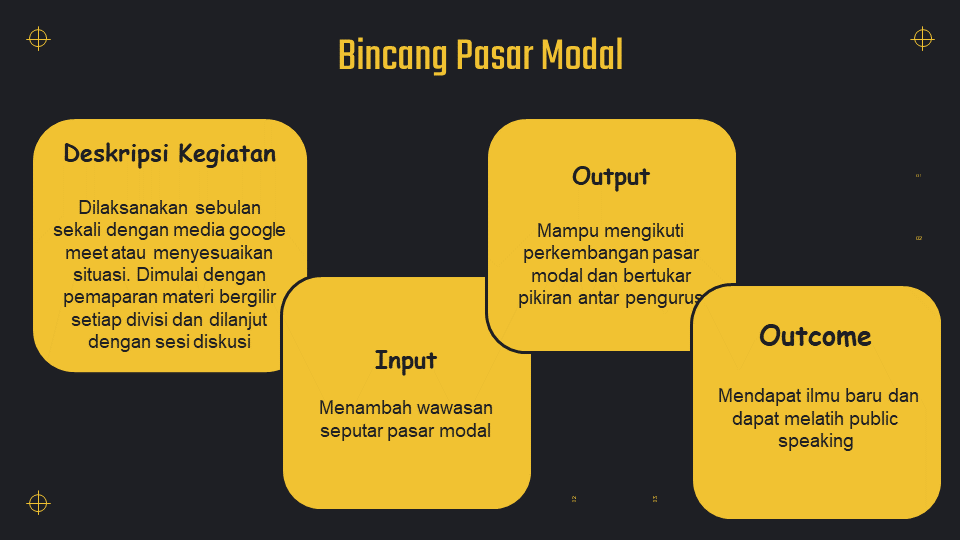 Bincang Pasar Modal
Deskripsi Kegiatan
Dilaksanakan sebulan
sekali dengan media google
meet atau menyesuaikan
situasi. Dimulai dengan
pemaparan materi bergilir
setiap divisi dan dilanjut
dengan sesi diskusi
Input
Menambah wawasan
seputar pasar modal
Output
Mampu mengikuti
perkembangan pasar
modal dan bertukar
pikiran antar pengurus
Outcome
Mendapat ilmu baru dan
dapat melatih public
speaking
12
13